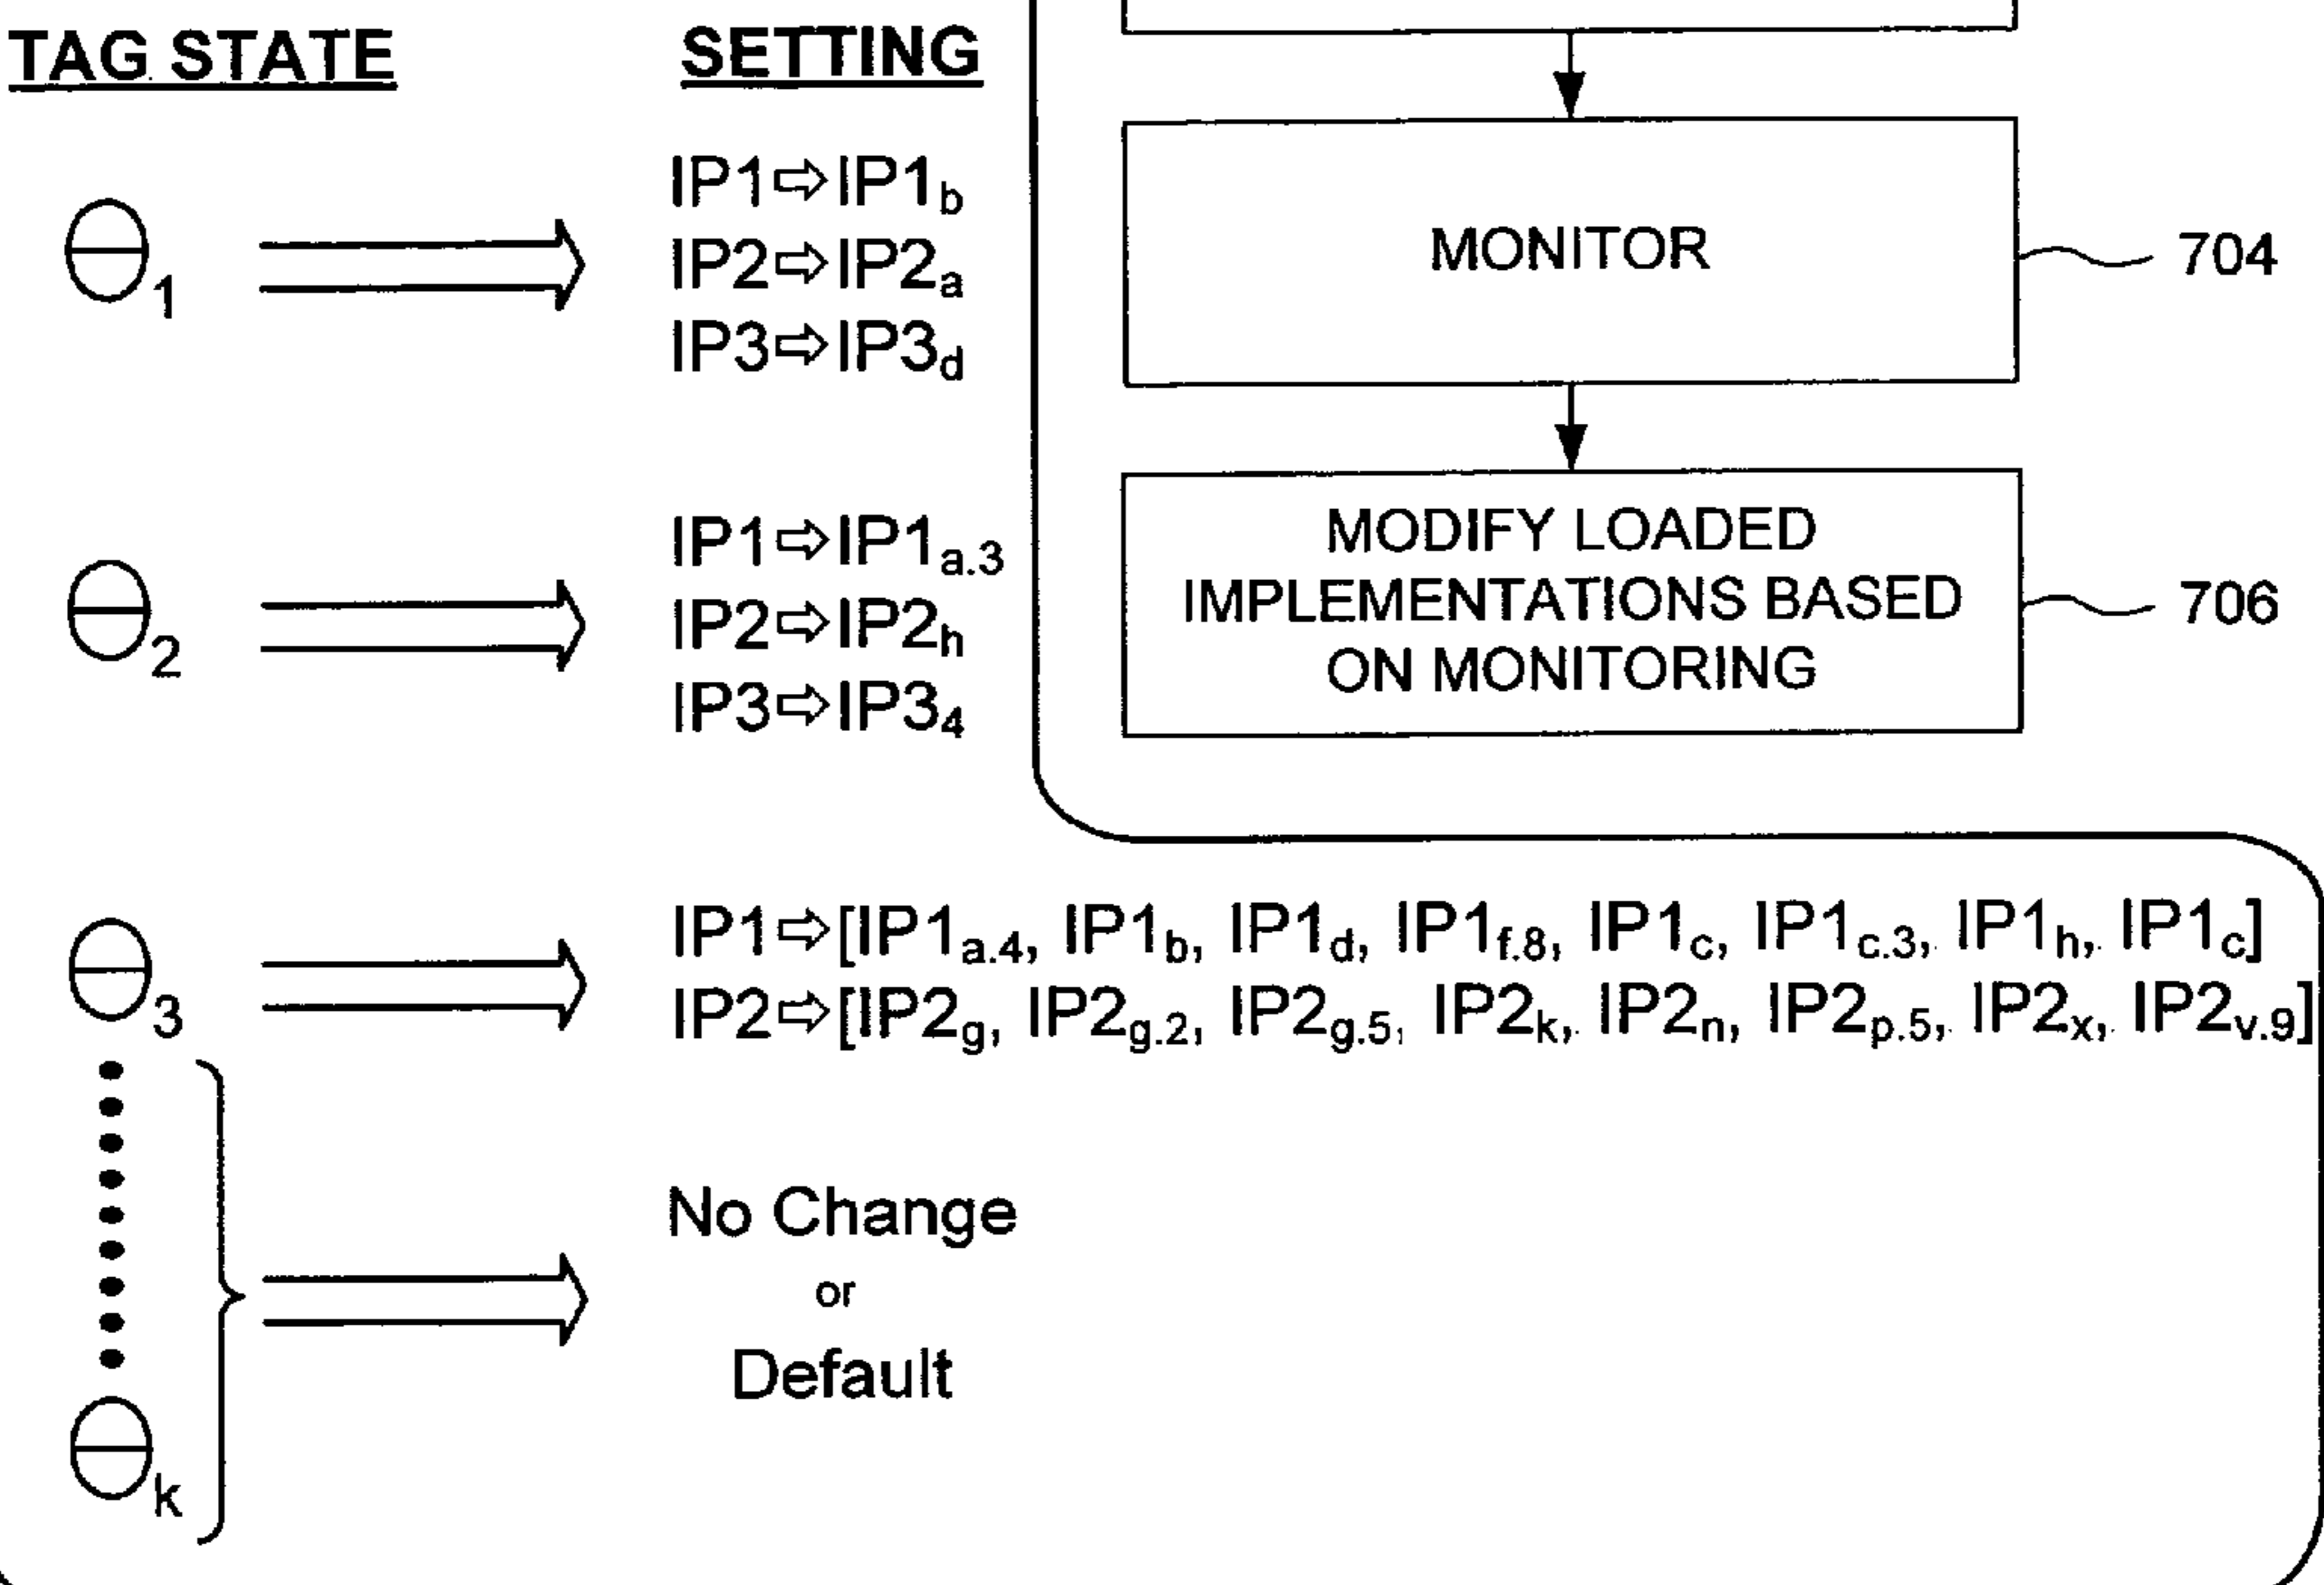 TAG STATE
SETTING
Θ1
IP1⇨IP1b
IP2⇨IP2a
IP3⇨IP3d
Θ2
IP1⇨IP1a.3
IP2⇨IP2h
IP3⇨IP34
Θ3
IP1⇨[IP1a.4, IP1b, IP1d, IP1f.8, IP1c, IP1c.3, IP1h, IP1c]
IP2⇨[IP2g, IP2g.2, IP2g.5, IP2k, IP2n, IP2p.5, IP2x, IP2v.9]
Θk
No Change
or
Default
MONITOR
704
MODIFY LOADED
IMPLEMENTATIONS BASED
ON MONITORING
706